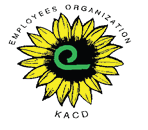 EMPLOYEES ORGANIZATION
KACD